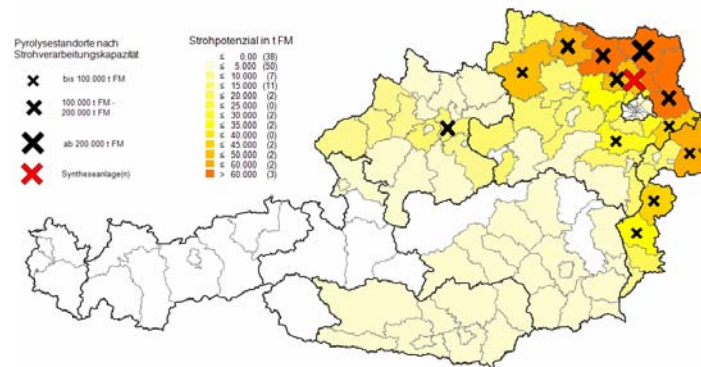 Pyrolysestandorte nach
Strohverarbeitungskapazität
bis 100.000 t FM
100.000 t FM -
200.000 t FM
ab 200.000 t FM
Syntheseanlage(n)
Strohpotenzial in t FM
≤ 0.00 (38)
≤ 5.000 (50)
≤ 10.000 (7)
≤ 15.000 (11)
≤ 20.000 (2)
≤ 25.000 (0)
≤ 30.000 (2)
≤ 35.000 (2)
≤ 40.000 (0)
≤ 45.000 (2)
≤ 50.000 (2)
≤ 60.000 (2)
> 60.000 (3)